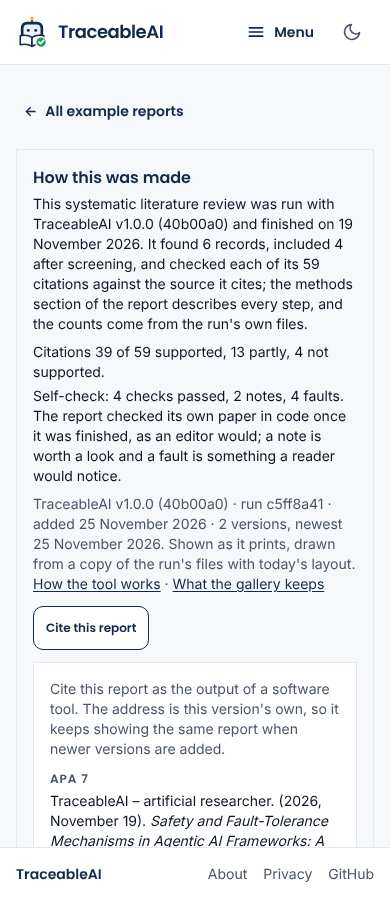 TraceableAI
Menu
← All example reports
How this was made
This systematic literature review was run with
TraceableAI v1.0.0 (40b00a0) and finished on 19
November 2026. It found 6 records, included 4
after screening, and checked each of its 59
citations against the source it cites; the methods
section of the report describes every step, and
the counts come from the run's own files.
Citations 39 of 59 supported, 13 partly, 4 not
supported.
Self-check: 4 checks passed, 2 notes, 4 faults.
The report checked its own paper in code once
it was finished, as an editor would; a note is
worth a look and a fault is something a reader
would notice.
TraceableAI v1.0.0 (40b00a0) · run c5ff8a41 ·
added 25 November 2026 · 2 versions, newest
25 November 2026. Shown as it prints, drawn
from a copy of the run's files with today's layout.
How the tool works · What the gallery keeps
Cite this report
Cite this report as the output of a software
tool. The address is this version's own, so it
keeps showing the same report when
newer versions are added.
APA 7
TraceableAI – artificial researcher. (2026,
November 19). Safety and Fault-Tolerance
Mechanisms in Agentic AI Frameworks: A
TraceableAI
About Privacy GitHub